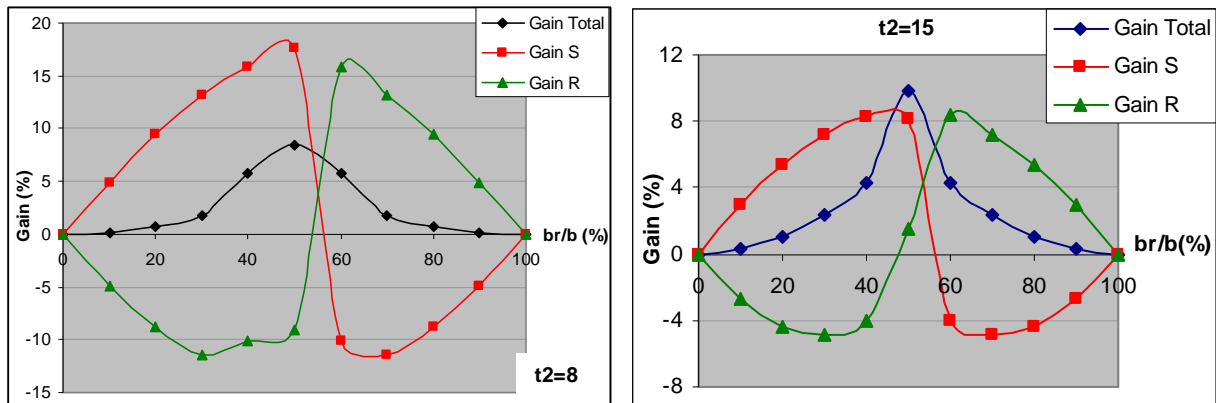 20
15
10
5
0
-5
-10
-15
Gain (%)
0 20 40 60 80 100
br/b (%)
Gain Total
Gain S
Gain R
t2=8
t2=15
12
8
4
0
-4
-8
Gain (%)
0 20 40 60 80 100
br/b(%)
Gain Total
Gain S
Gain R